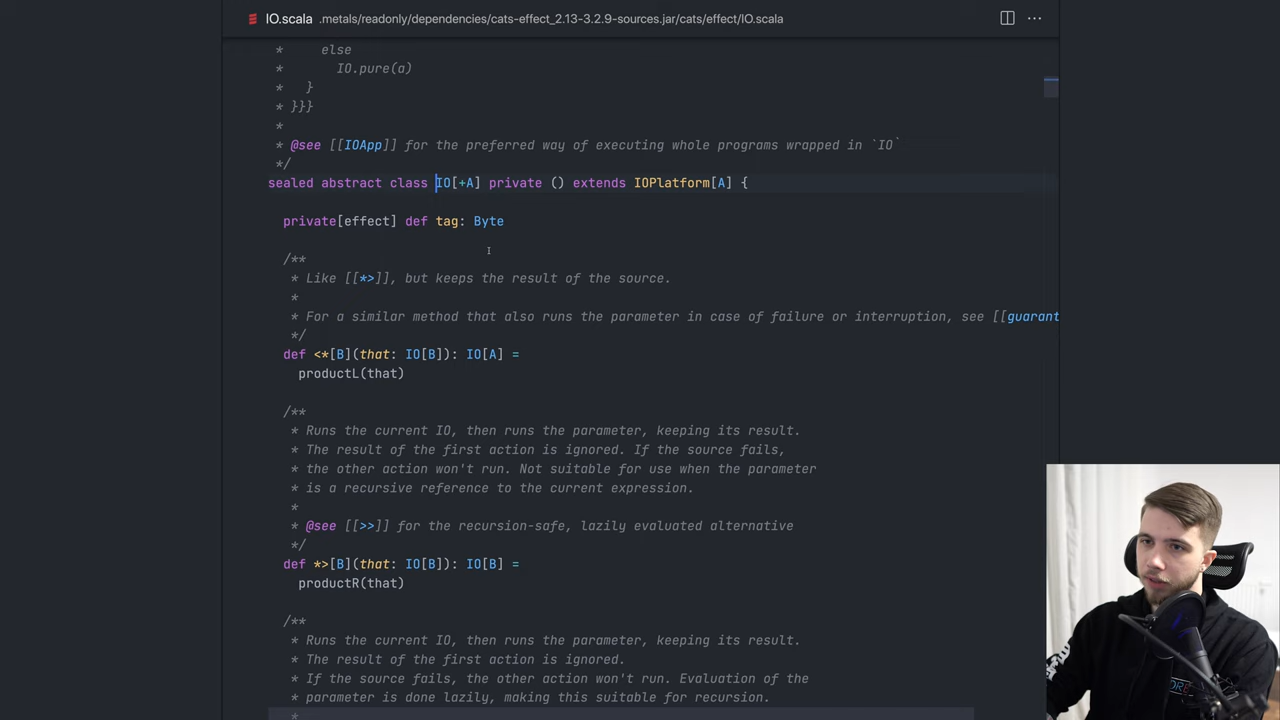 IO.scala .metals/readonly/dependencies/cats-effect_2.13-3.2.9-sources.jar/cats/effect/IO.scala
*     else
*       IO.pure(a)
*   }
* }}}
*
* @see [[IOApp]] for the preferred way of executing whole programs wrapped in `IO`
*/
sealed abstract class IO[+A] private () extends IOPlatform[A] {
private[effect] def tag: Byte
/**
* Like [[*>]], but keeps the result of the source.
*
* For a similar method that also runs the parameter in case of failure or interruption, see [[guarant
*/
def <*[B](that: IO[B]): IO[A] =
productL(that)
/**
* Runs the current IO, then runs the parameter, keeping its result.
* The result of the first action is ignored. If the source fails,
* the other action won't run. Not suitable for use when the parameter
* is a recursive reference to the current expression.
*
* @see [[>>]] for the recursion-safe, lazily evaluated alternative
*/
def *>[B](that: IO[B]): IO[B] =
productR(that)
/**
* Runs the current IO, then runs the parameter, keeping its result.
* The result of the first action is ignored.
* If the source fails, the other action won't run. Evaluation of the
* parameter is done lazily, making this suitable for recursion.
*